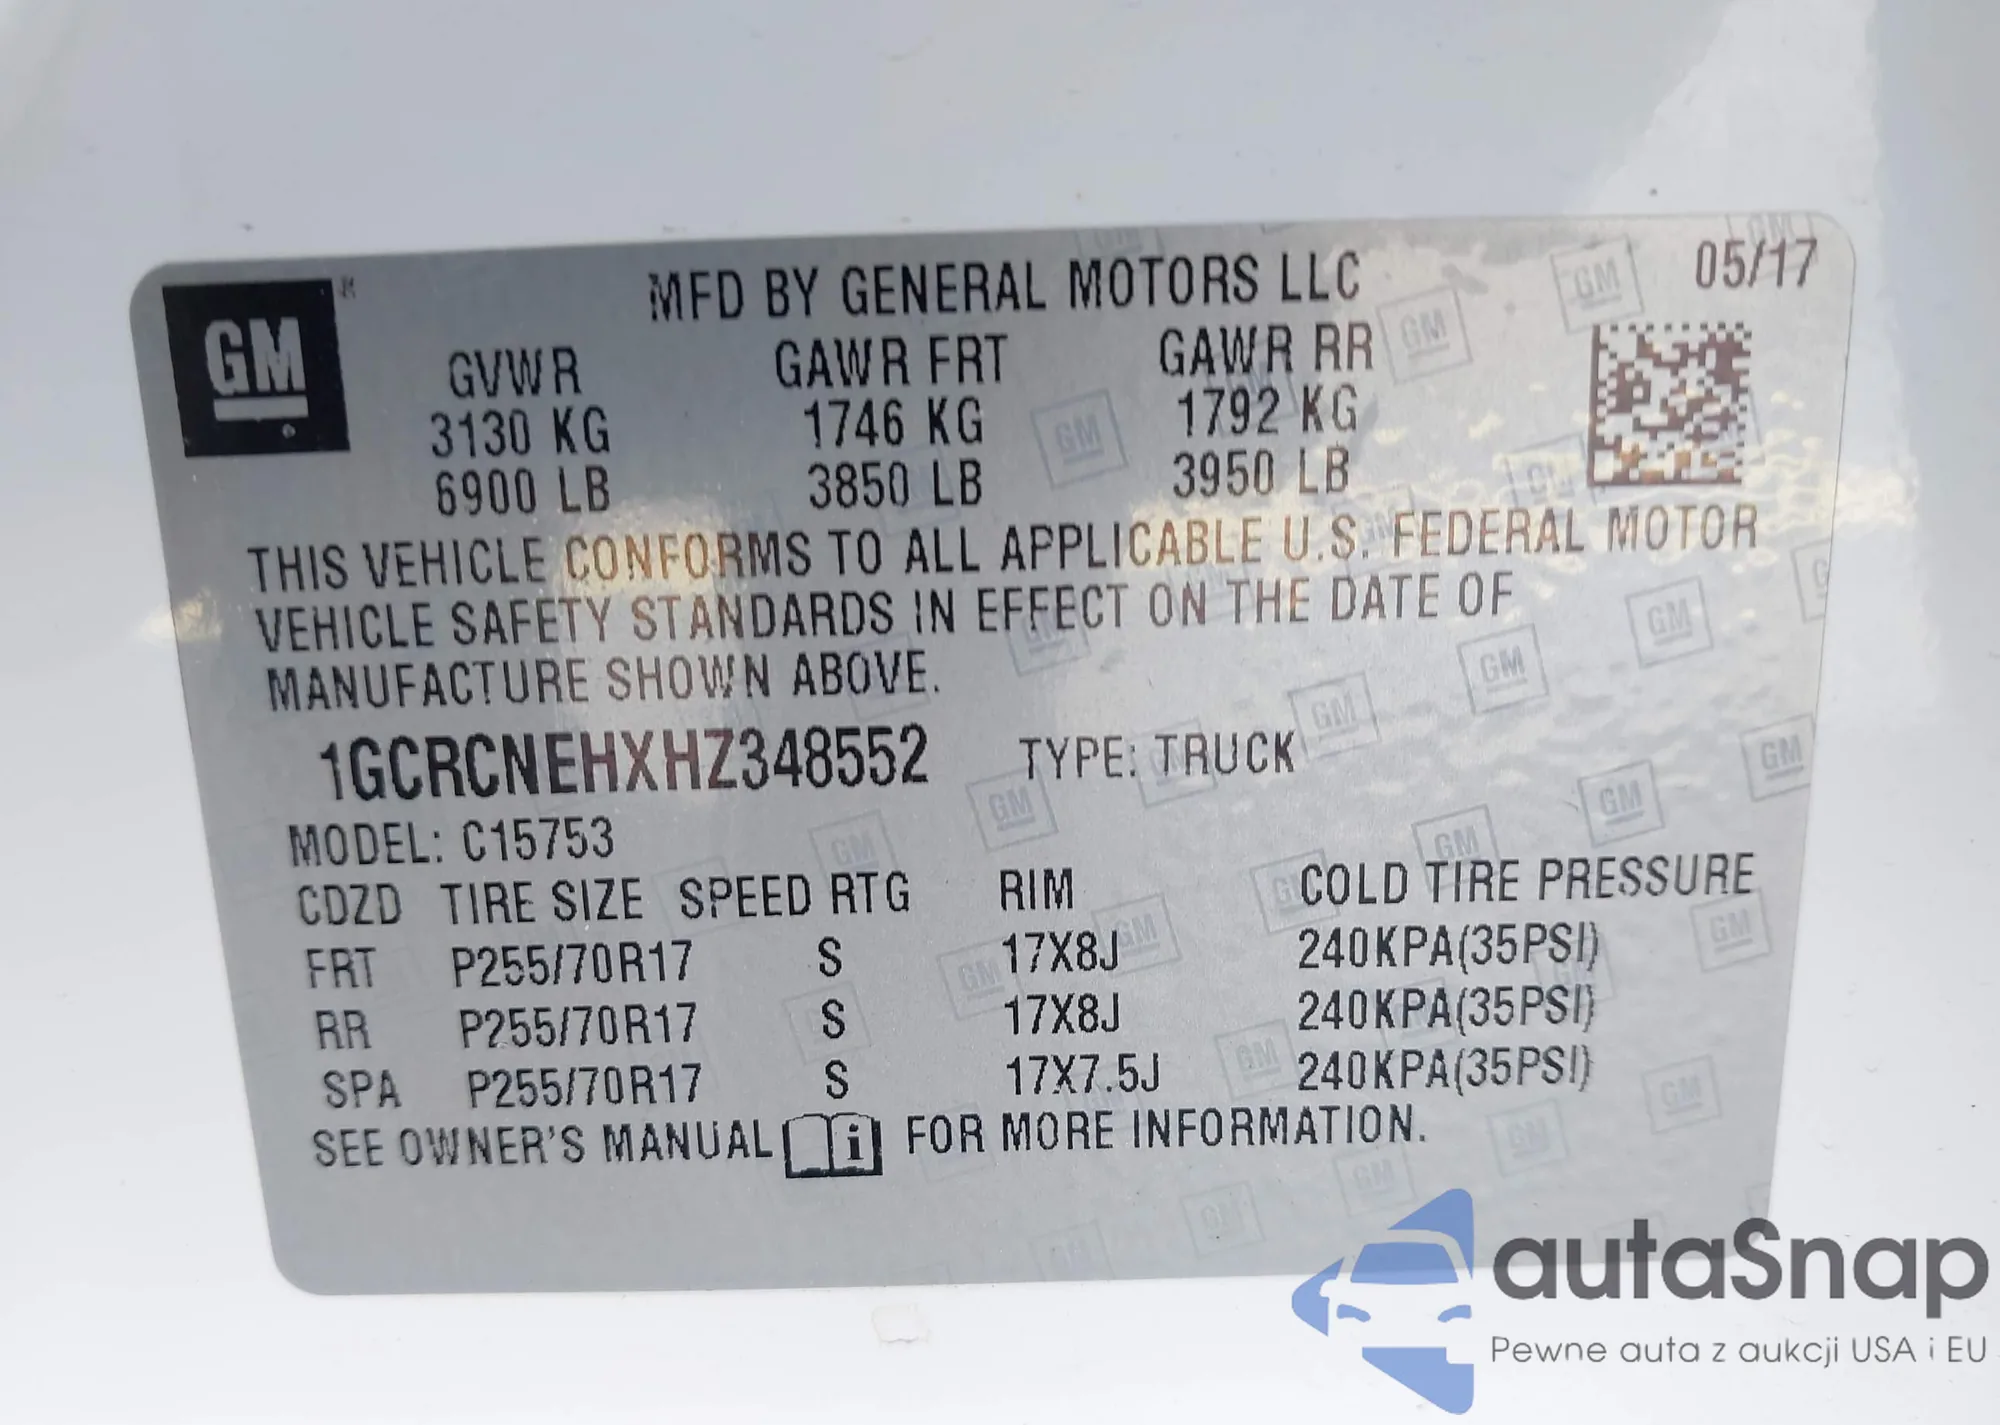 GM
MFD BY GENERAL MOTORS LLC 05/17
GVWR GAWR FRT GAWR RR
3130 KG 1746 KG 1792 KG
6900 LB 3850 LB 3950 LB
THIS VEHICLE CONFORMS TO ALL APPLICABLE U.S. FEDERAL MOTOR
VEHICLE SAFETY STANDARDS IN EFFECT ON THE DATE OF
MANUFACTURE SHOWN ABOVE.
1GCRCNEHXHZ348552 TYPE: TRUCK
MODEL: C15753
CDZD TIRE SIZE SPEED RTG RIM COLD TIRE PRESSURE
FRT P255/70R17 S 17X8J 240KPA(35PSI)
RR P255/70R17 S 17X8J 240KPA(35PSI)
SPA P255/70R17 S 17X7.5J 240KPA(35PSI)
SEE OWNER'S MANUAL i FOR MORE INFORMATION.
autaSnap
Pewne auta z aukcji USA i EU